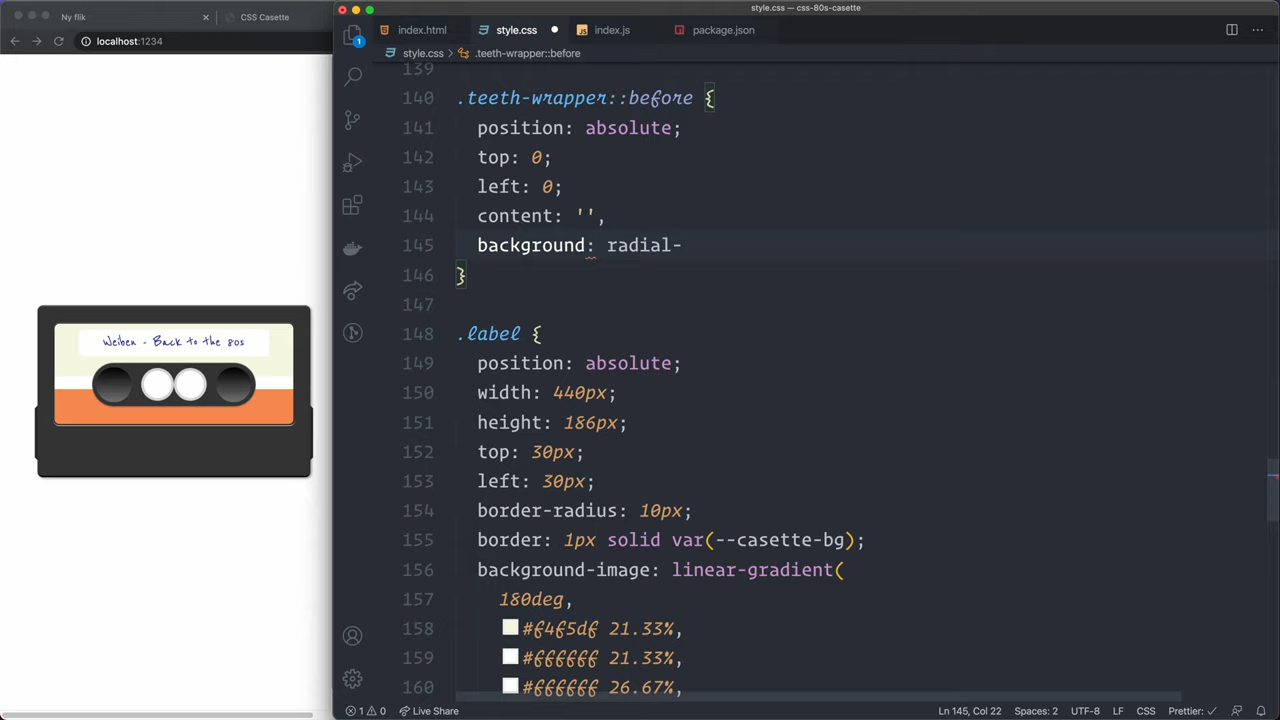 style.css — css-80s-casette
Ny flik
CSS Casette
localhost:1234
index.html
style.css
index.js
package.json
style.css > .teeth-wrapper::before
139
140 .teeth-wrapper::before {
141 position: absolute;
142 top: 0;
143 left: 0;
144 content: '',
145 background: radial-
146 }
147
148 .label {
149 position: absolute;
150 width: 440px;
151 height: 186px;
152 top: 30px;
153 left: 30px;
154 border-radius: 10px;
155 border: 1px solid var(--casette-bg);
156 background-image: linear-gradient(
157 180deg,
158 #f4f5df 21.33%,
159 #ffffff 21.33%,
160 #ffffff 26.67%,
1
Weiben - Back to the 80s
1 0
Live Share
Ln 145, Col 22
Spaces: 2
UTF-8
LF
CSS
Prettier: ✓